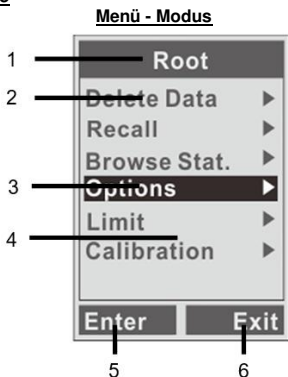 Menü - Modus
1
Root
2
Delete Data
Recall
Browse Stat.
3
Options
Limit
4
Calibration
Enter
Exit
5
6